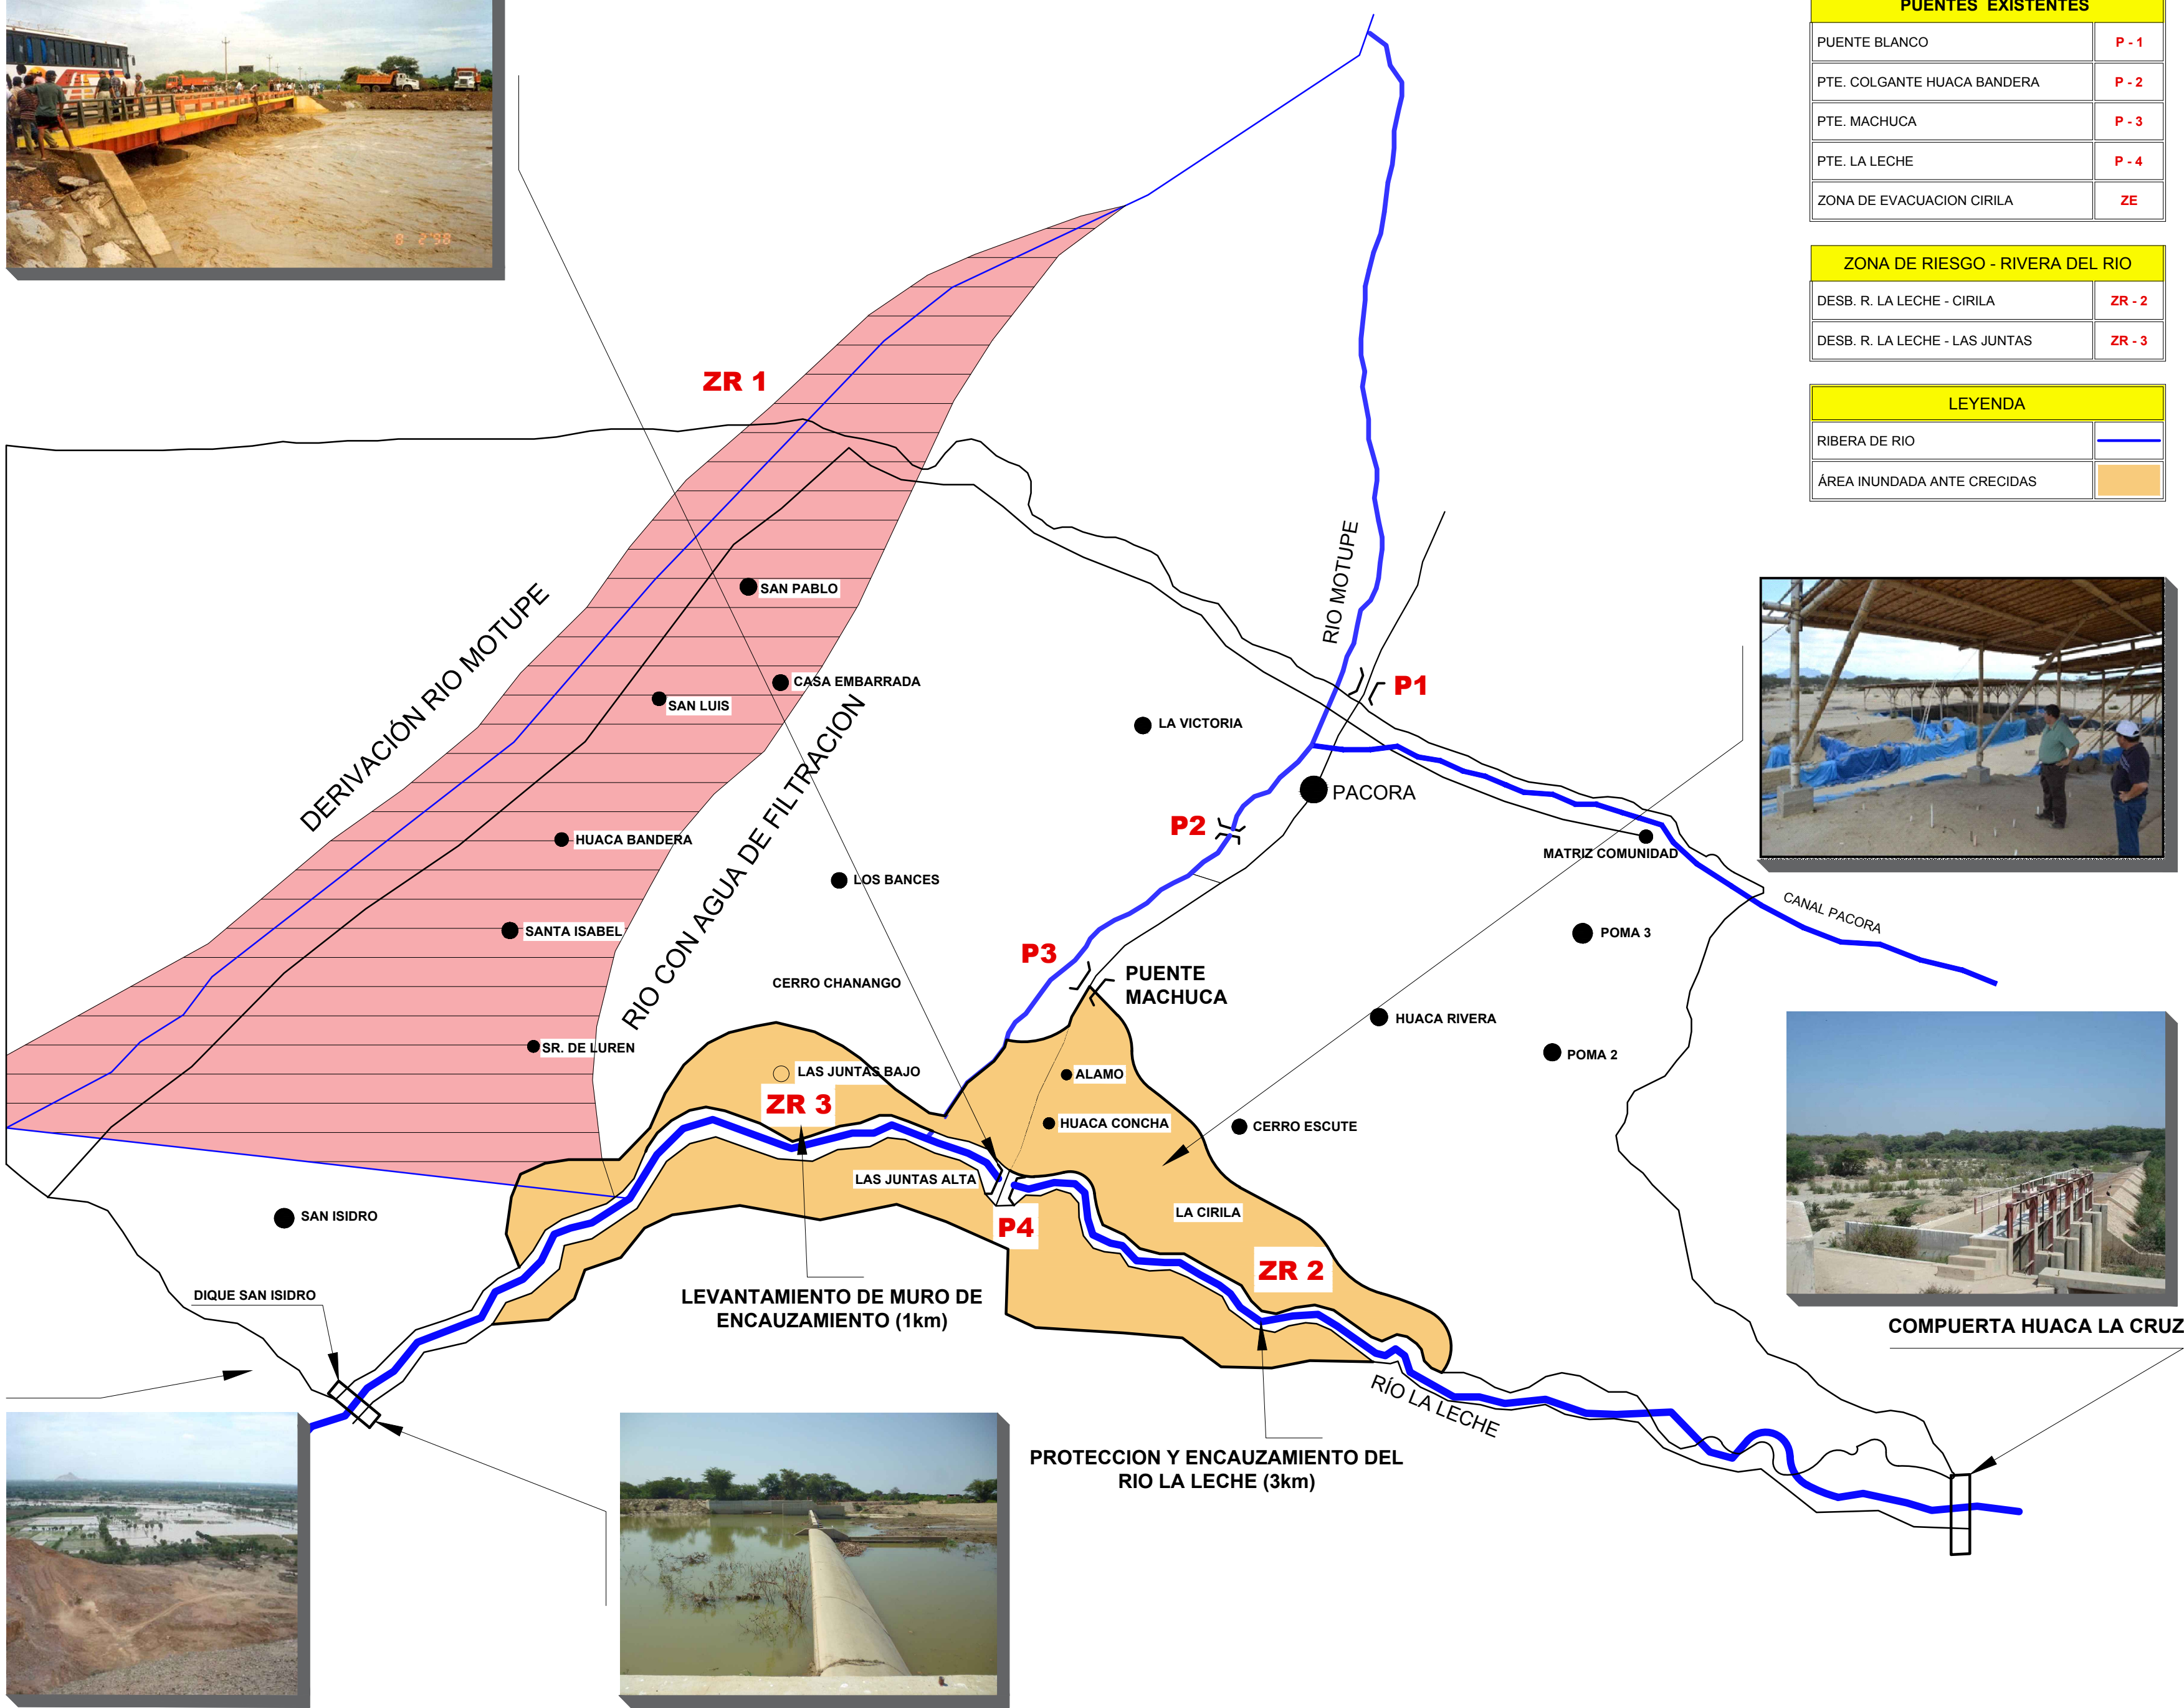 PUENTES EXISTENTES
PUENTE BLANCO P - 1
PTE. COLGANTE HUACA BANDERA P - 2
PTE. MACHUCA P - 3
PTE. LA LECHE P - 4
ZONA DE EVACUACION CIRILA ZE
ZONA DE RIESGO - RIVERA DEL RIO
DESB. R. LA LECHE - CIRILA ZR - 2
DESB. R. LA LECHE - LAS JUNTAS ZR - 3
LEYENDA
RIBERA DE RIO
ÁREA INUNDADA ANTE CRECIDAS
8 2'98
ZR 1
SAN PABLO
DERIVACIÓN RIO MOTUPE
RIO MOTUPE
CASA EMBARRADA
SAN LUIS
P1
LA VICTORIA
RIO CON AGUA DE FILTRACION
PACORA
P2
HUACA BANDERA
MATRIZ COMUNIDAD
LOS BANCES
CANAL PACORA
SANTA ISABEL
POMA 3
P3
CERRO CHANANGO
PUENTE
MACHUCA
HUACA RIVERA
SR. DE LUREN
POMA 2
LAS JUNTAS BAJO
ALAMO
ZR 3
HUACA CONCHA
CERRO ESCUTE
LAS JUNTAS ALTA
SAN ISIDRO
LA CIRILA
P4
ZR 2
DIQUE SAN ISIDRO
LEVANTAMIENTO DE MURO DE
ENCAUZAMIENTO (1km)
COMPUERTA HUACA LA CRUZ
RÍO LA LECHE
PROTECCION Y ENCAUZAMIENTO DEL
RIO LA LECHE (3km)